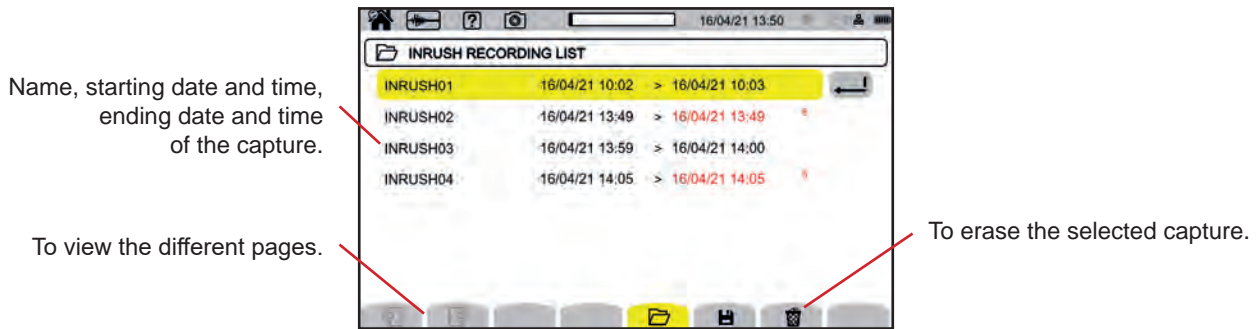 16/04/21 13:50
INRUSH RECORDING LIST
Name, starting date and time,
ending date and time
of the capture.
INRUSH01 16/04/21 10:02 > 16/04/21 10:03
INRUSH02 16/04/21 13:49 > 16/04/21 13:49
INRUSH03 16/04/21 13:59 > 16/04/21 14:00
INRUSH04 16/04/21 14:05 > 16/04/21 14:05
To view the different pages.
To erase the selected capture.